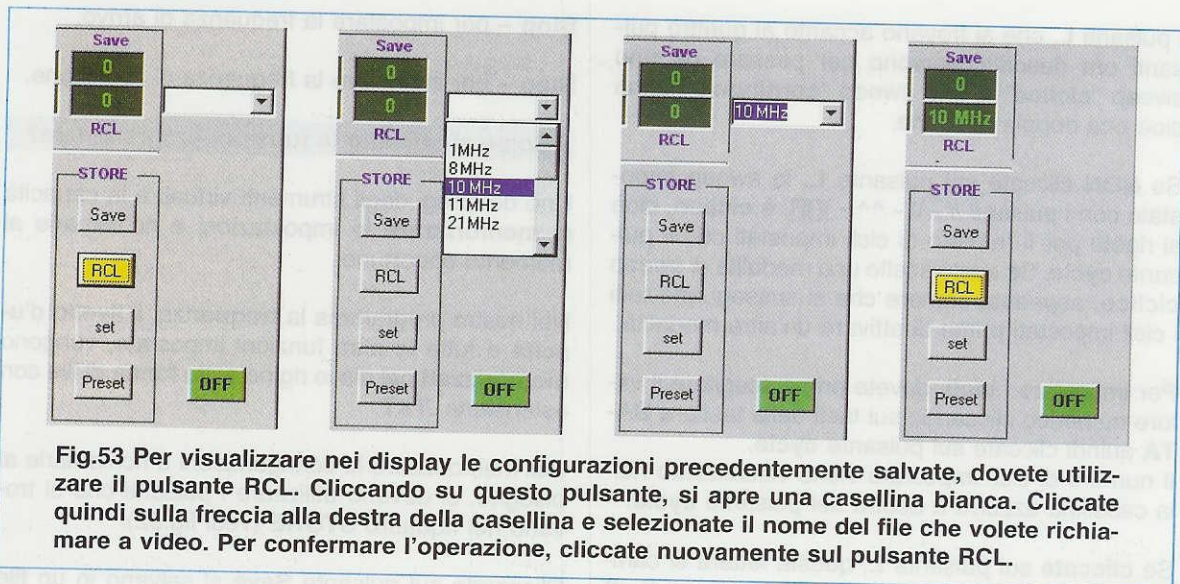 Save
0
0
RCL
STORE
Save
RCL
set
Preset
OFF
Save
0
0
RCL
1MHz
8MHz
10 MHz
11MHz
21MHz
STORE
Save
RCL
set
Preset
OFF
Save
0
0
RCL
10 MHz
STORE
Save
RCL
set
Preset
OFF
Save
0
10 MHz
RCL
STORE
Save
RCL
set
Preset
OFF
Fig.53 Per visualizzare nei display le configurazioni precedentemente salvate, dovete utiliz-
zare il pulsante RCL. Cliccando su questo pulsante, si apre una casellina bianca. Cliccate
quindi sulla freccia alla destra della casellina e selezionate il nome del file che volete richia-
mare a video. Per confermare l'operazione, cliccate nuovamente sul pulsante RCL.